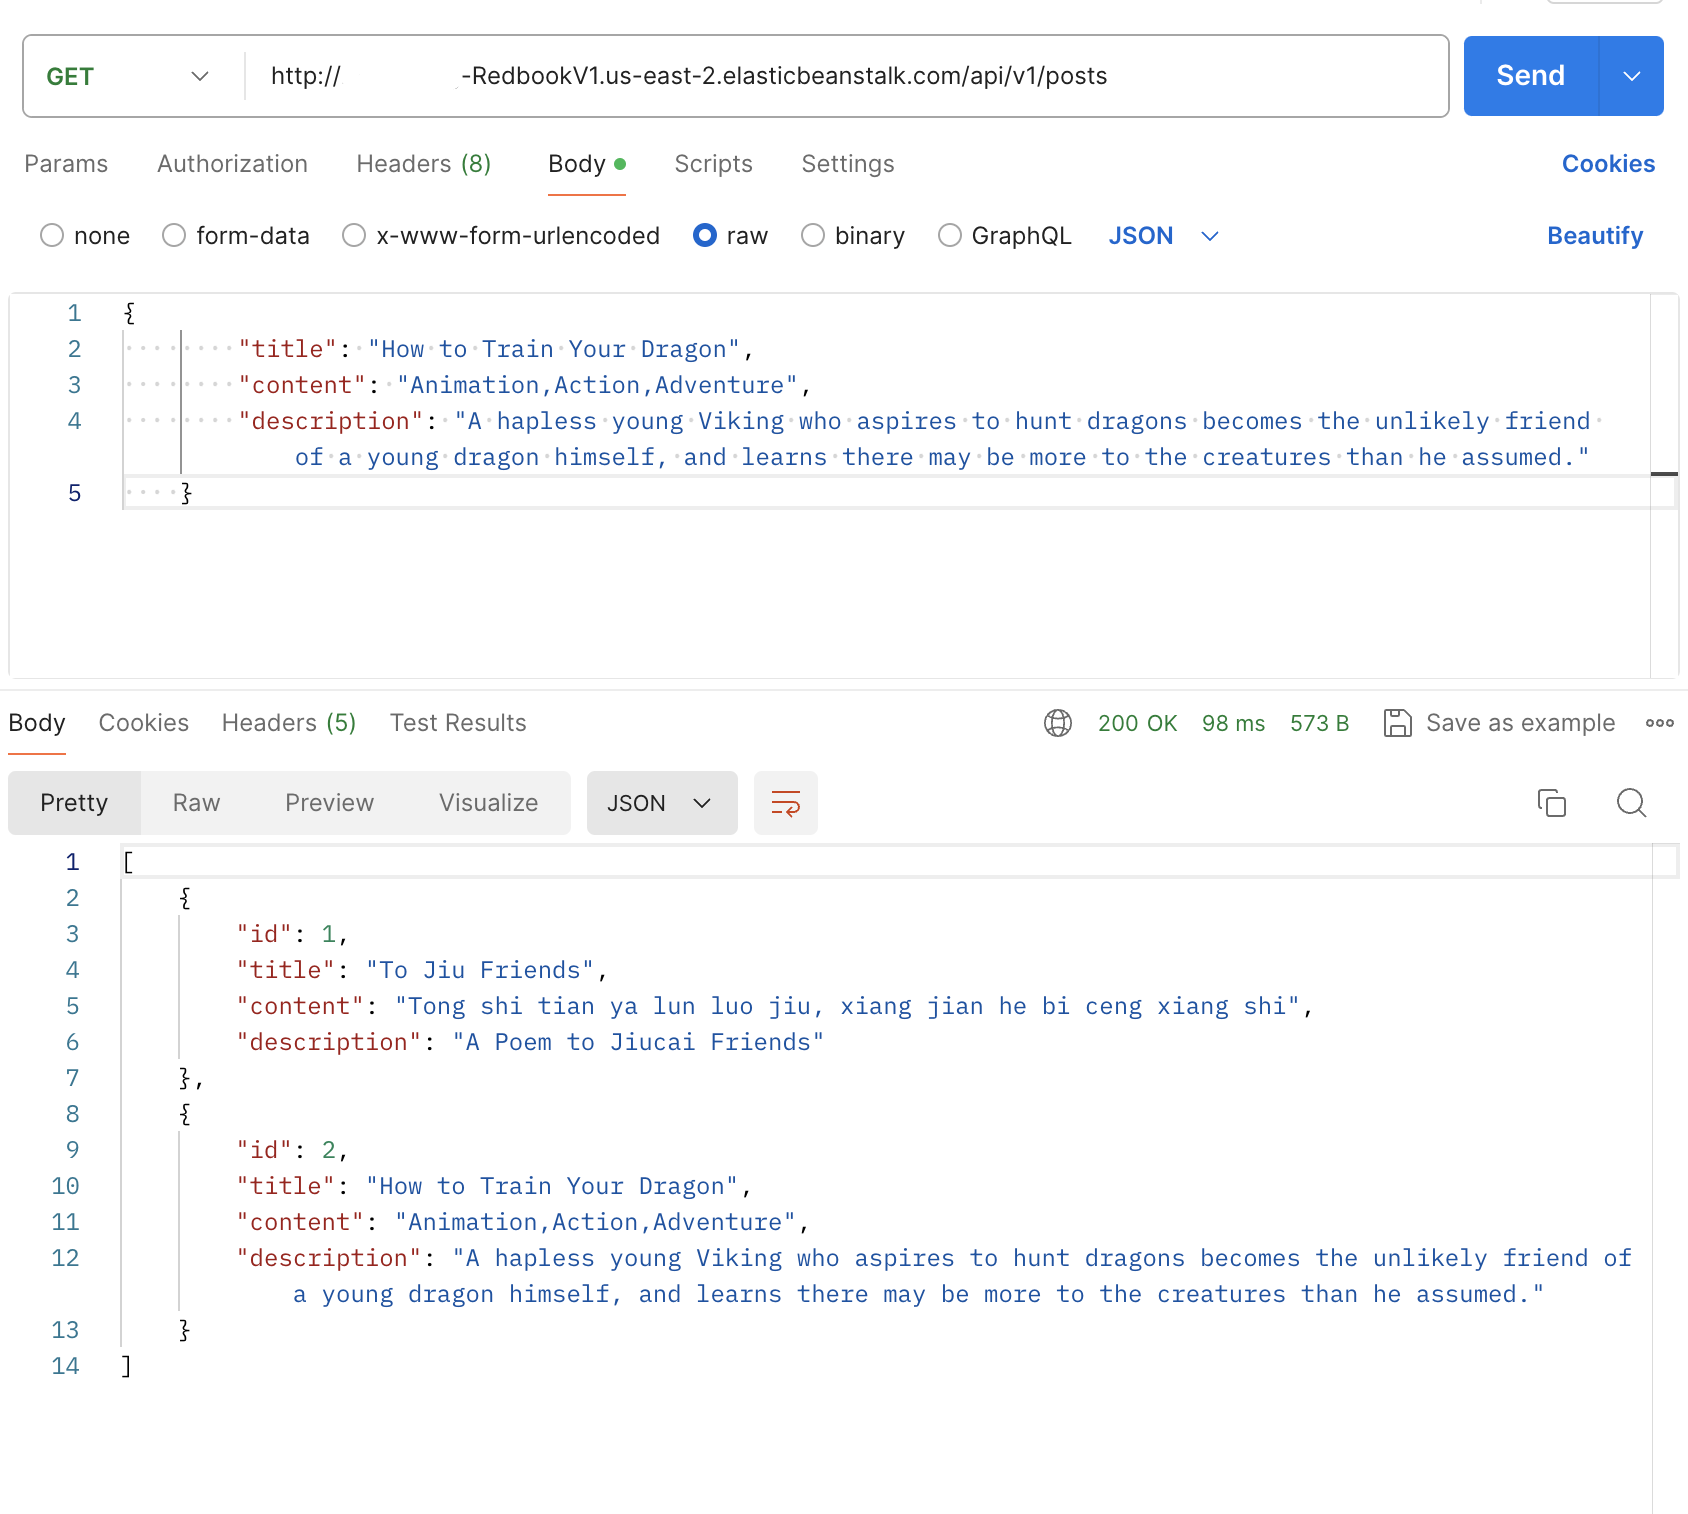 GET http:// -RedbookV1.us-east-2.elasticbeanstalk.com/api/v1/posts Send
Params Authorization Headers (8) Body Scripts Settings Cookies
none form-data x-www-form-urlencoded raw binary GraphQL JSON Beautify
1 {
2 "title": "How to Train Your Dragon",
3 "content": "Animation,Action,Adventure",
4 "description": "A hapless young Viking who aspires to hunt dragons becomes the unlikely friend
of a young dragon himself, and learns there may be more to the creatures than he assumed."
5 }
Body Cookies Headers (5) Test Results 200 OK 98 ms 573 B Save as example
Pretty Raw Preview Visualize JSON
1 [
2 {
3 "id": 1,
4 "title": "To Jiu Friends",
5 "content": "Tong shi tian ya lun luo jiu, xiang jian he bi ceng xiang shi",
6 "description": "A Poem to Jiucai Friends"
7 },
8 {
9 "id": 2,
10 "title": "How to Train Your Dragon",
11 "content": "Animation,Action,Adventure",
12 "description": "A hapless young Viking who aspires to hunt dragons becomes the unlikely friend of
a young dragon himself, and learns there may be more to the creatures than he assumed."
13 }
14 ]